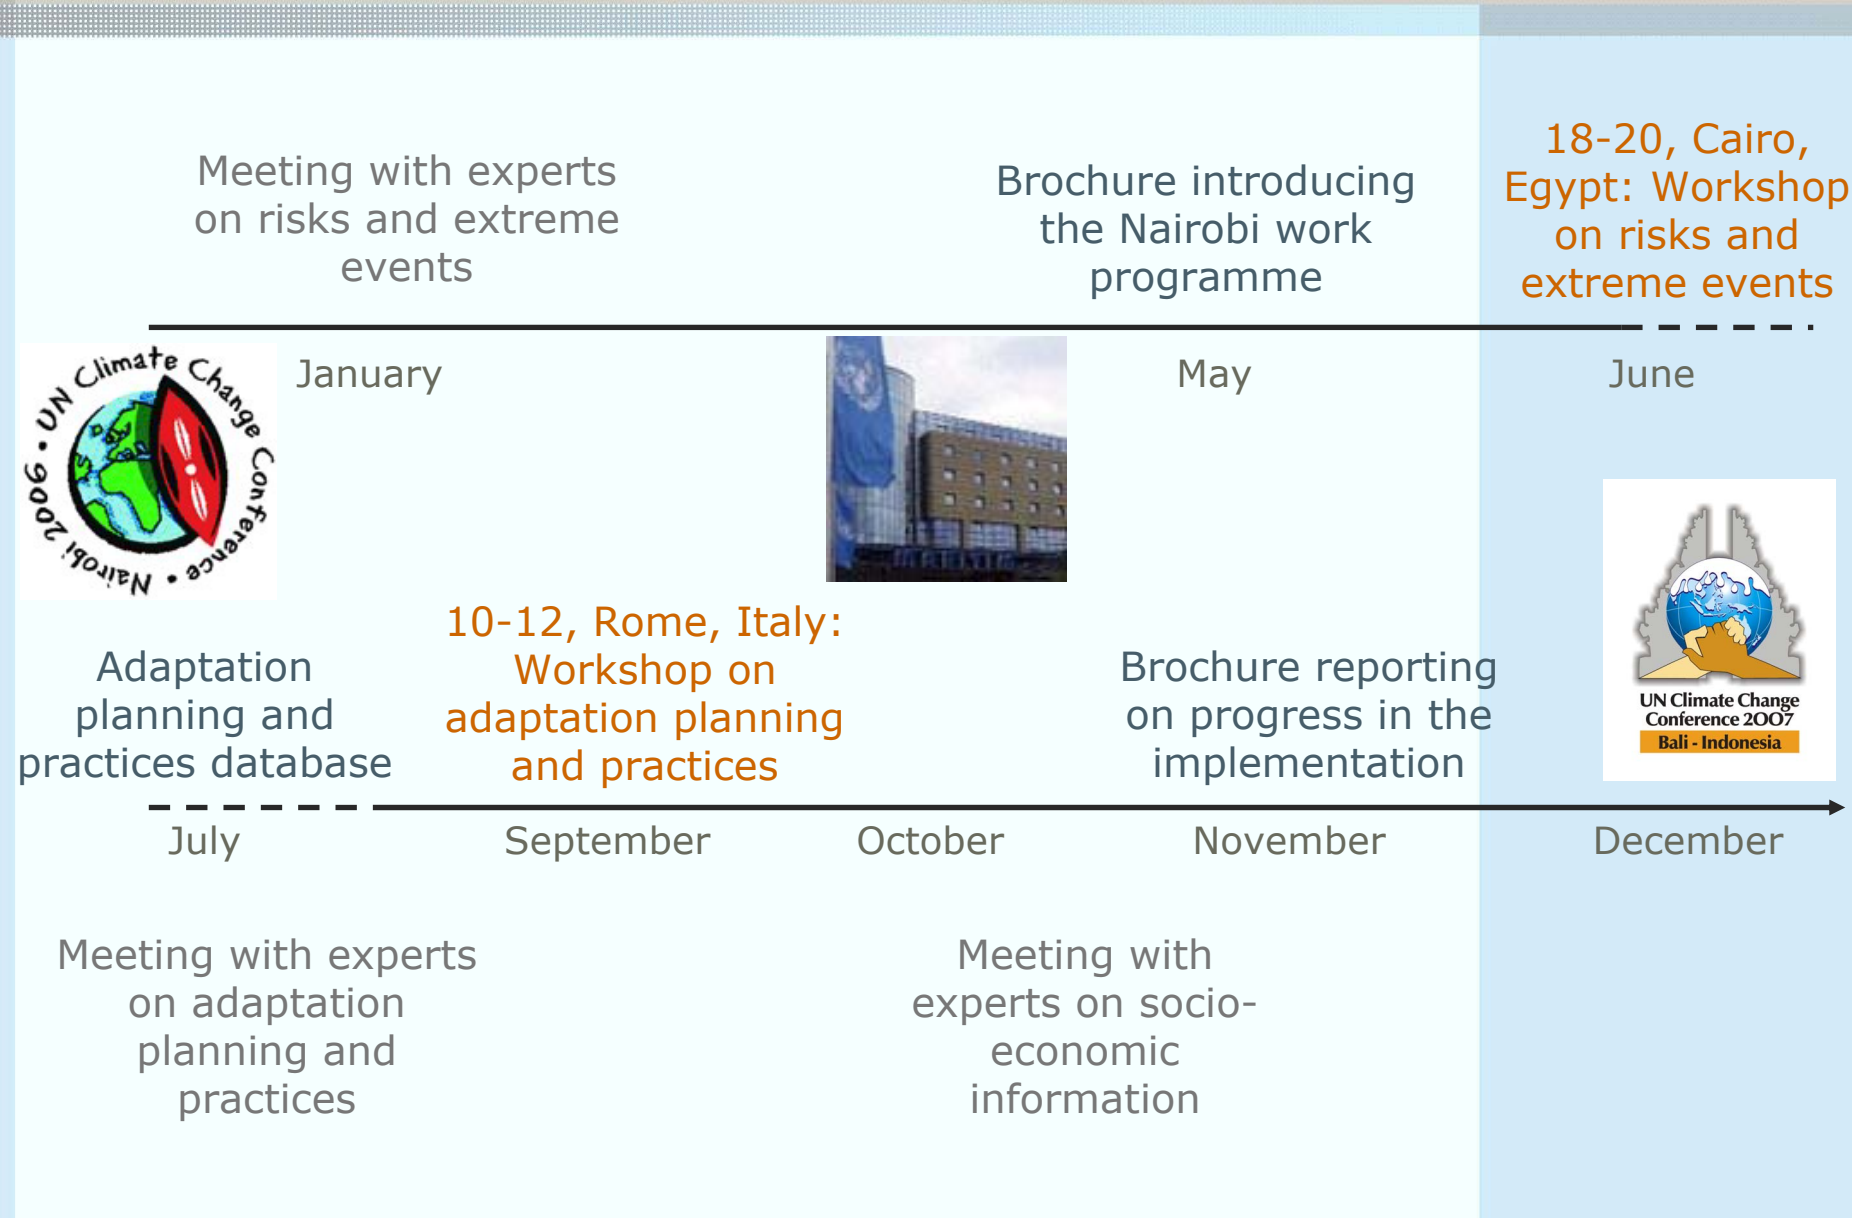 Meeting with experts
on risks and extreme
events
Brochure introducing
the Nairobi work
programme
18-20, Cairo,
Egypt: Workshop
on risks and
extreme events
January
May
June
UN Climate Change Conference • Nairobi 2006 •
UN Climate Change
Conference 2007
Bali - Indonesia
Adaptation
planning and
practices database
10-12, Rome, Italy:
Workshop on
adaptation planning
and practices
Brochure reporting
on progress in the
implementation
July
September
October
November
December
Meeting with experts
on adaptation
planning and
practices
Meeting with
experts on socio-
economic
information